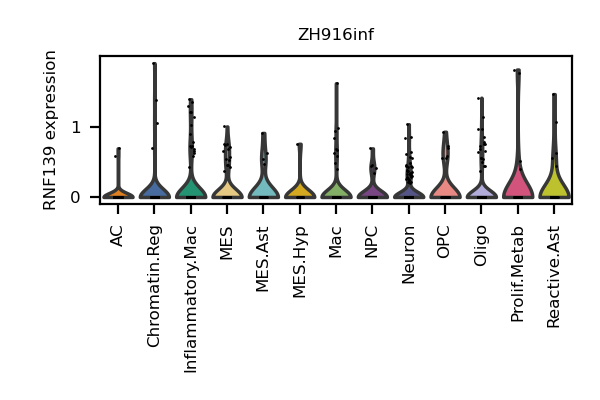 ZH916inf
RNF139 expression
1
0
AC
Chromatin.Reg
Inflammatory.Mac
MES
MES.Ast
MES.Hyp
Mac
NPC
Neuron
OPC
Oligo
Prolif.Metab
Reactive.Ast